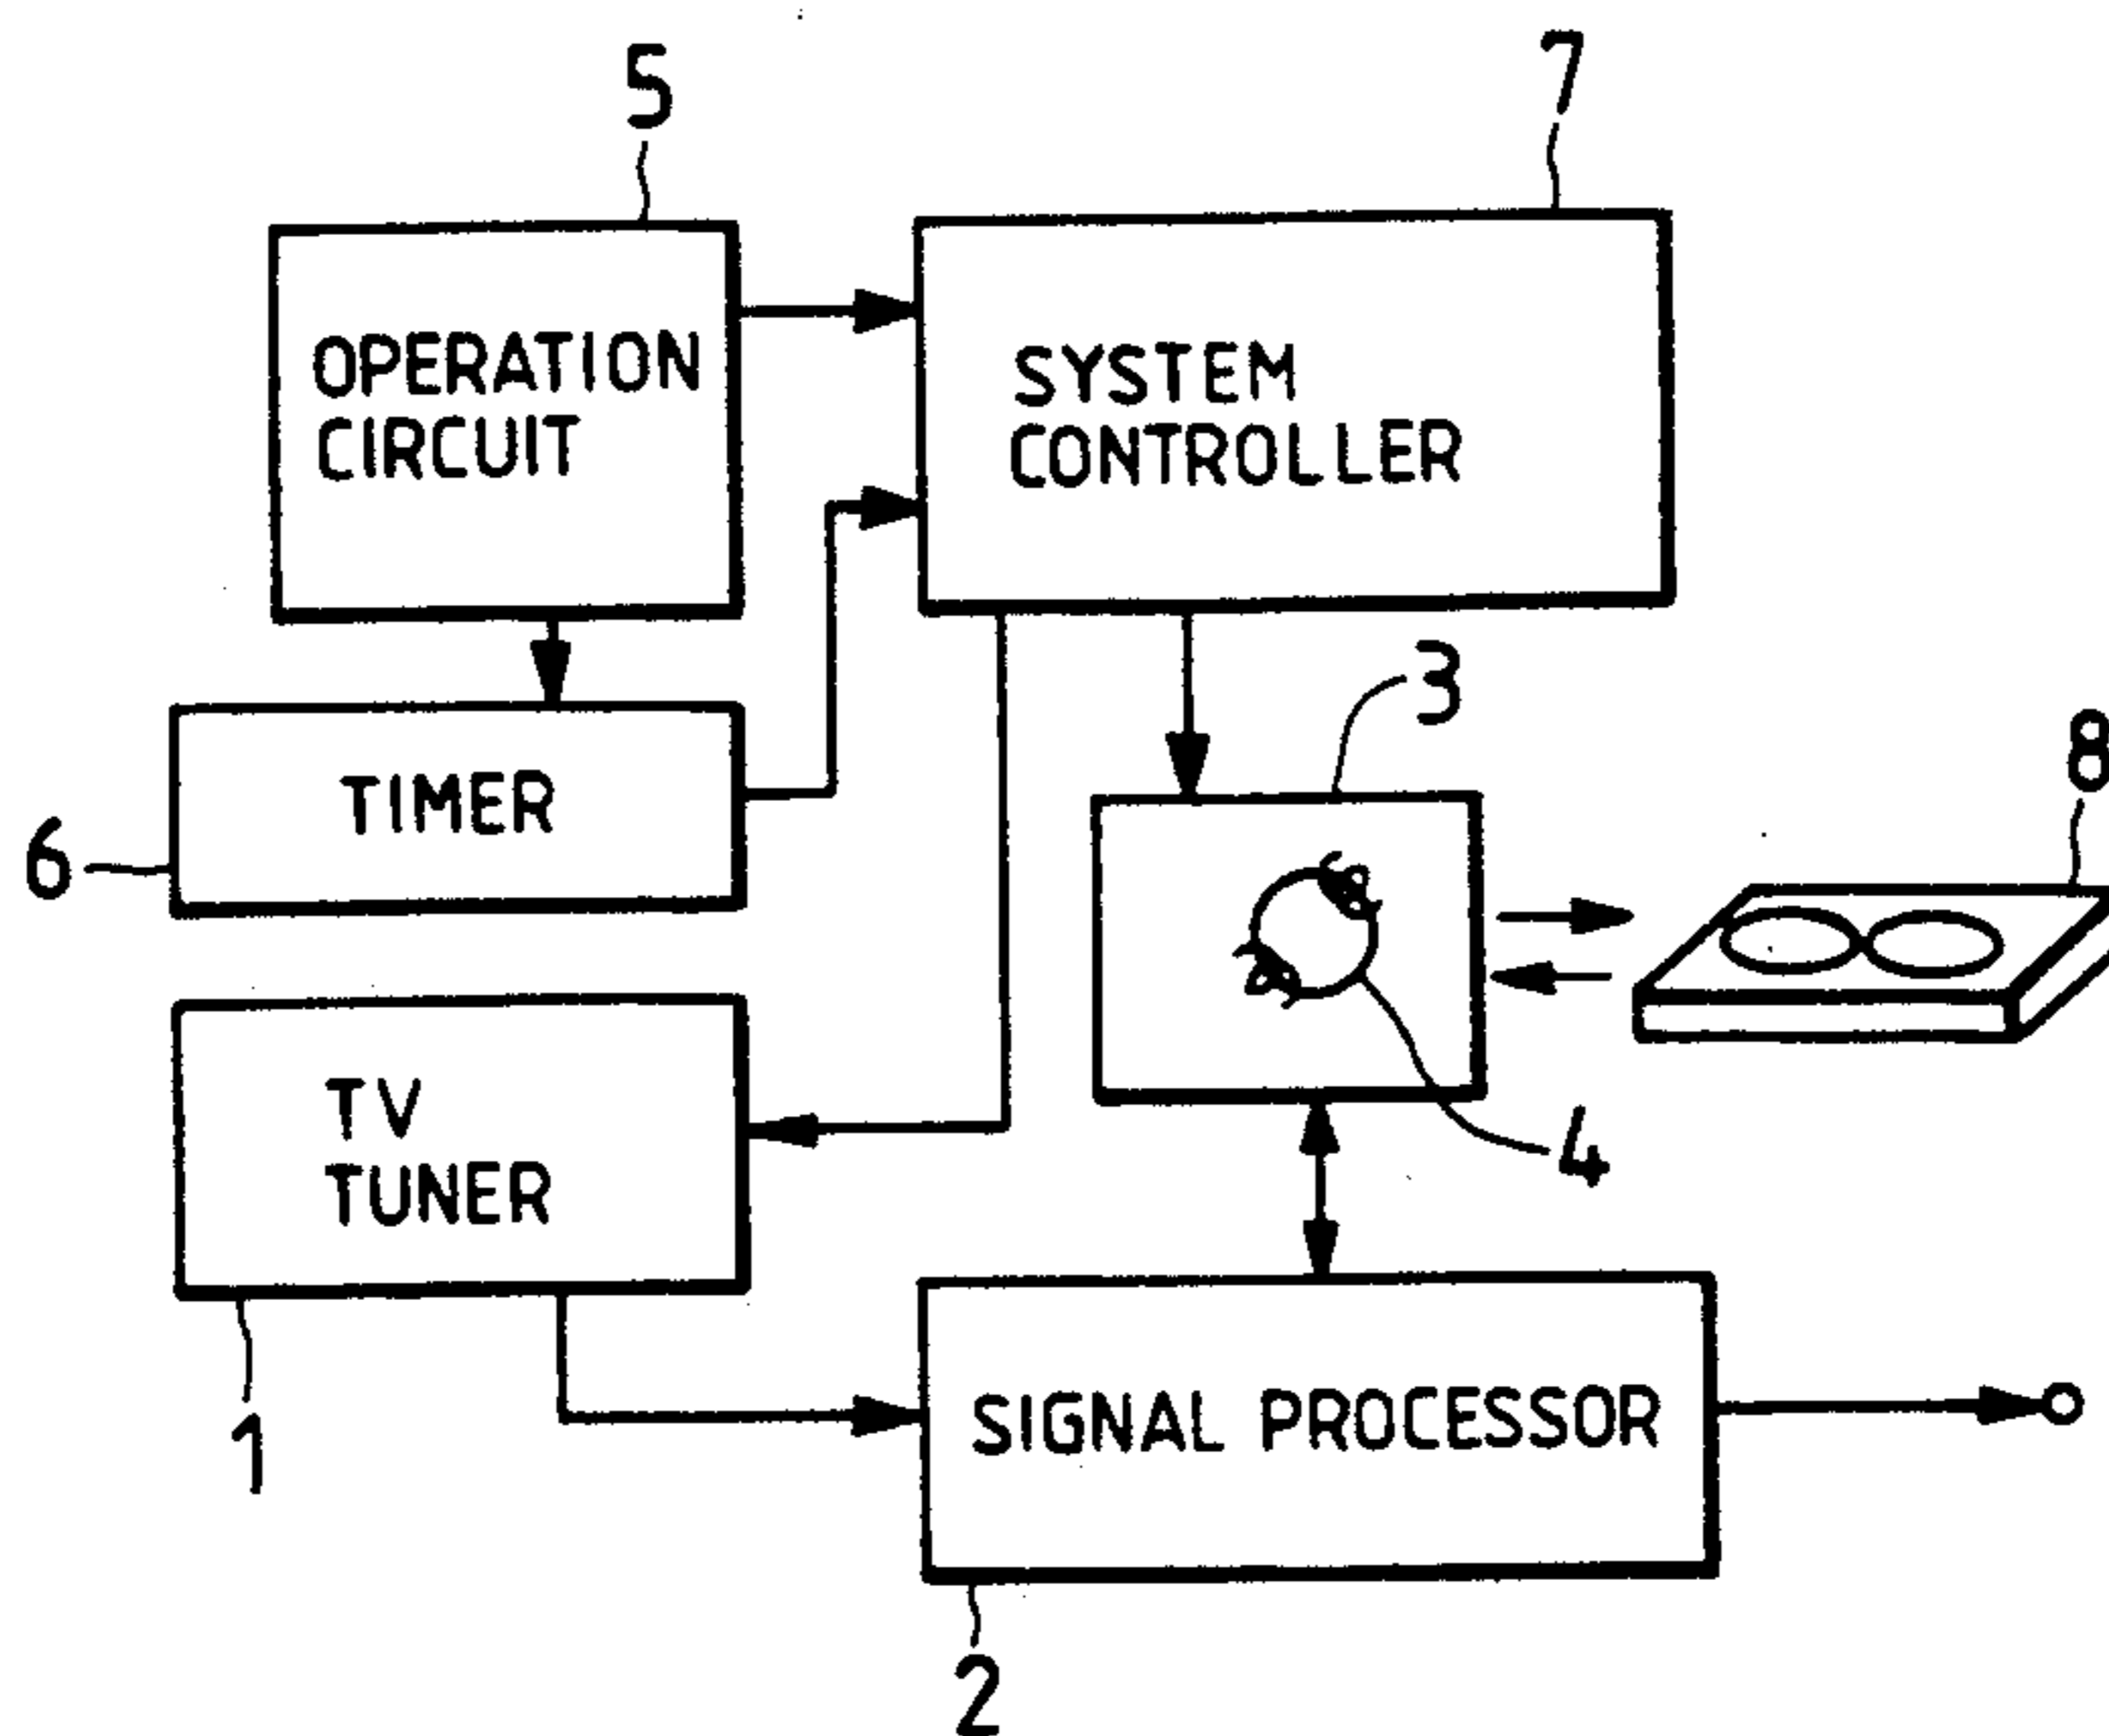 5
7
OPERATION
CIRCUIT
SYSTEM
CONTROLLER
3
8
TIMER
6
TV
TUNER
4
1
SIGNAL PROCESSOR
2